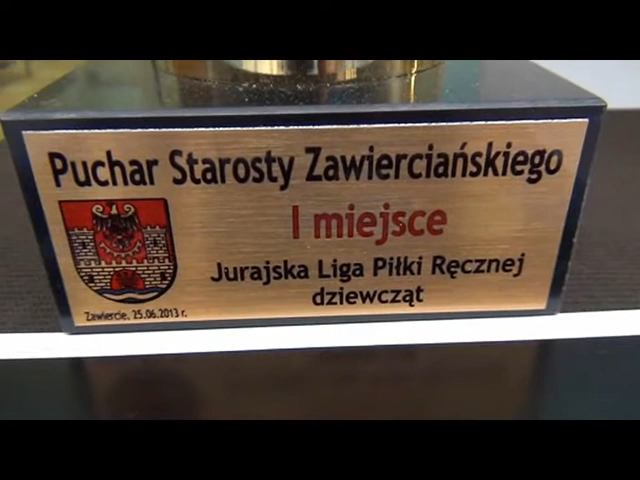 Puchar Starosty Zawierciańskiego
I miejsce
Jurajska Liga Piłki Ręcznej
dziewcząt
Zawiercie, 25.06.2013 r.